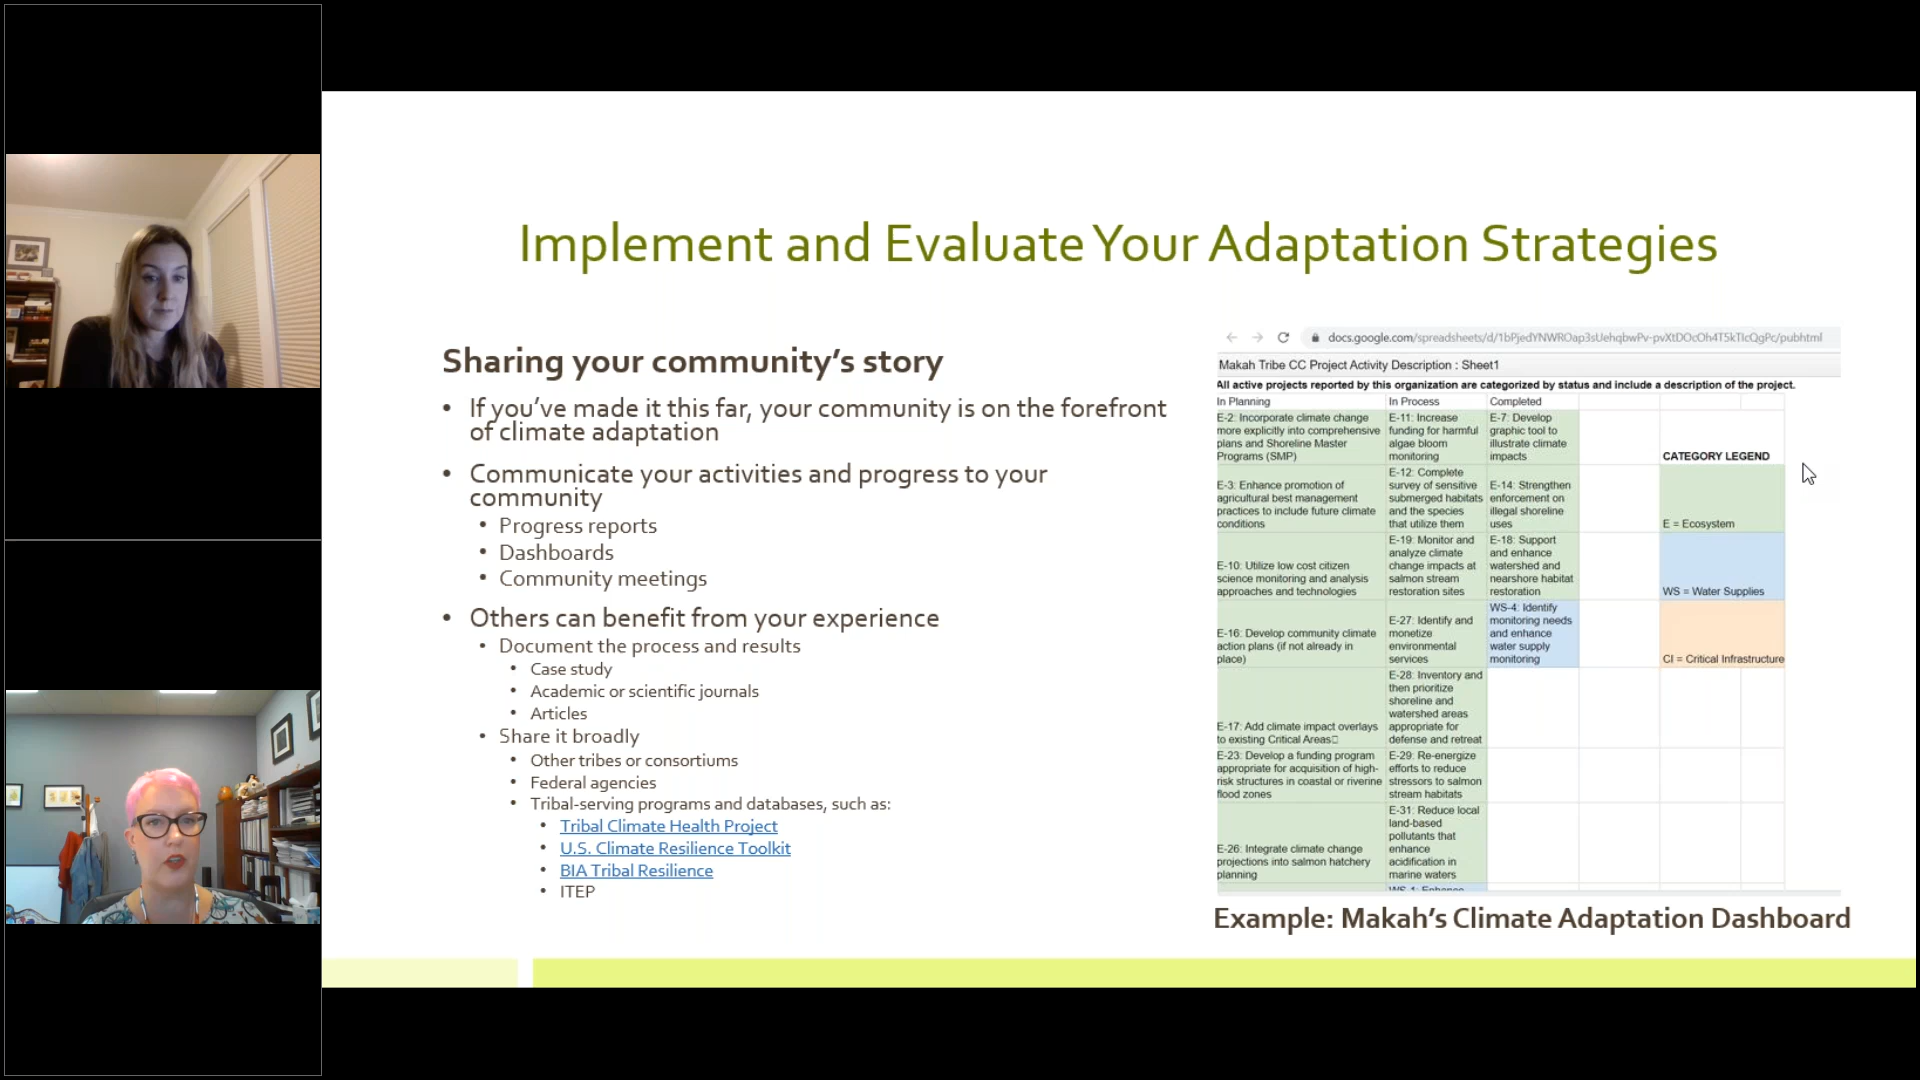 Implement and Evaluate Your Adaptation Strategies
Sharing your community's story
• If you've made it this far, your community is on the forefront
of climate adaptation
• Communicate your activities and progress to your
community
• Progress reports
• Dashboards
• Community meetings
• Others can benefit from your experience
• Document the process and results
• Case study
• Academic or scientific journals
• Articles
• Share it broadly
• Other tribes or consortiums
• Federal agencies
• Tribal-serving programs and databases, such as:
• Tribal Climate Health Project
• U.S. Climate Resilience Toolkit
• BIA Tribal Resilience
• ITEP
Makah Tribe CC Project Activity Description : Sheet1
All active projects reported by this organization are categorized by status and include a description of the project.
In Planning
E-2: Incorporate climate change
more explicitly into comprehensive
plans and Shoreline Master
Programs (SMP)
E-3: Enhance promotion of
agricultural best management
practices to include future climate
conditions
E-10: Utilize low cost citizen
science monitoring and analysis
approaches and technologies
E-16: Develop community climate
action plans (if not already in
place)
E-17: Add climate impact overlays
to existing Critical Areas
E-23: Develop a funding program
appropriate for acquisition of high-
risk structures in coastal or riverine
flood zones
E-26: Integrate climate change
projections into salmon hatchery
planning
In Process
E-11: Increase
funding for harmful
algae bloom
monitoring
E-12: Complete
survey of sensitive
submerged habitats
and the species
that utilize them
E-19: Monitor and
analyze climate
change impacts at
salmon stream
restoration sites
E-27: Identify and
monetize
environmental
services
E-28: Inventory and
then prioritize
shoreline and
watershed areas
appropriate for
defense and retreat
E-29: Re-energize
efforts to reduce
stressors to salmon
stream habitats
E-31: Reduce local
land-based
pollutants that
enhance
acidification in
marine waters
WS-1: Enhance
Completed
E-7: Develop
graphic tool to
illustrate climate
impacts
E-14: Strengthen
enforcement on
illegal shoreline
uses
E-18: Support
and enhance
watershed and
nearshore habitat
restoration
WS-4: Identify
monitoring needs
and enhance
water supply
monitoring
CATEGORY LEGEND
E = Ecosystem
WS = Water Supplies
CI = Critical Infrastructure
Example: Makah's Climate Adaptation Dashboard